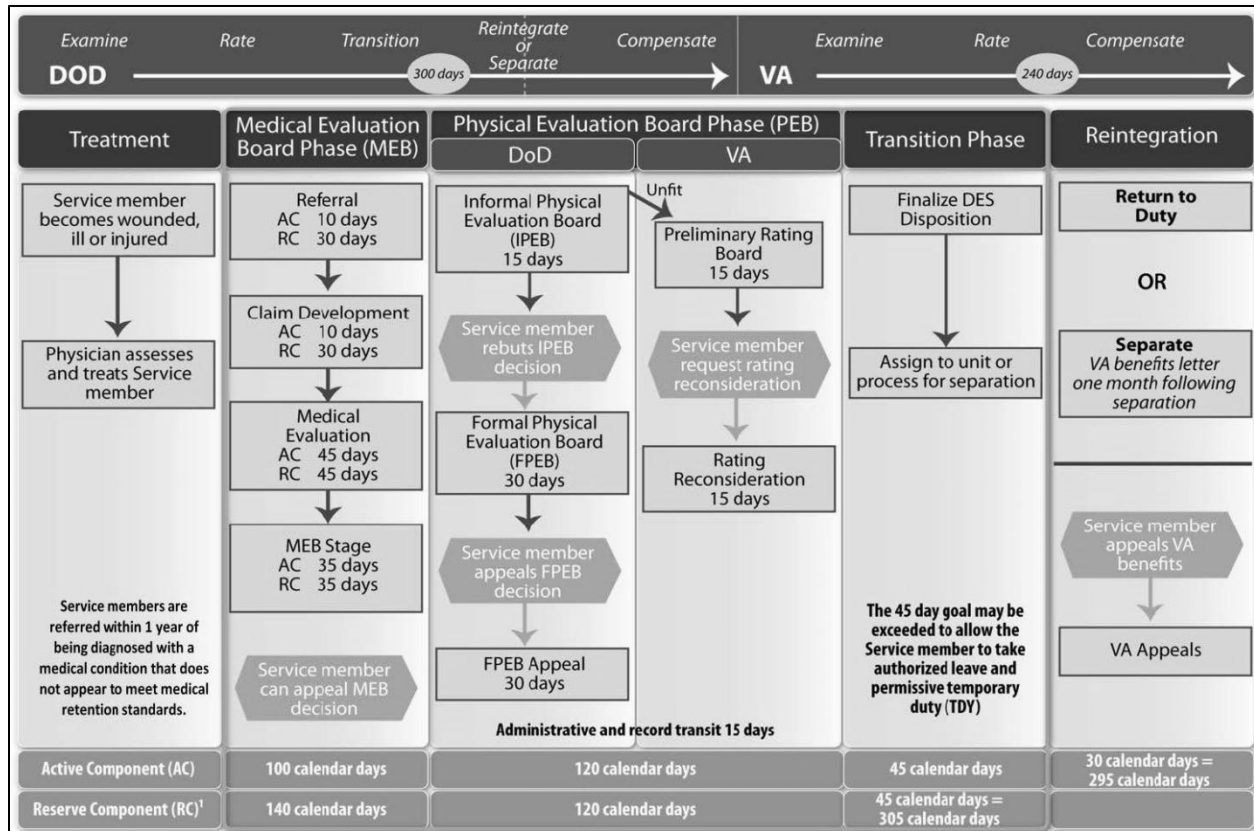 Examine
Rate
Transition
Reintegrate
or
Separate
Compensate
DOD
300 days
Examine
Rate
Compensate
VA
240 days
Treatment
Service member
becomes wounded,
ill or injured
Physician assesses
and treats Service
member
Service members are
referred within 1 year of
being diagnosed with a
medical condition that does
not appear to meet medical
retention standards.
Medical Evaluation
Board Phase (MEB)
Referral
AC 10 days
RC 30 days
Claim Development
AC 10 days
RC 30 days
Medical
Evaluation
AC 45 days
RC 45 days
MEB Stage
AC 35 days
RC 35 days
Service member
can appeal MEB
decision
Physical Evaluation Board Phase (PEB)
DoD
VA
Informal Physical
Evaluation Board
(IPEB)
15 days
Unfit
Service member
rebuts IPEB
decision
Formal Physical
Evaluation Board
(FPEB)
30 days
Service member
appeals FPEB
decision
FPEB Appeal
30 days
Preliminary Rating
Board
15 days
Service member
request rating
reconsideration
Rating
Reconsideration
15 days
Administrative and record transit 15 days
Transition Phase
Finalize DES
Disposition
Assign to unit or
process for separation
The 45 day goal may be
exceeded to allow the
Service member to take
authorized leave and
permissive temporary
duty (TDY)
Reintegration
Return to
Duty
OR
Separate
VA benefits letter
one month following
separation
Service member
appeals VA
benefits
VA Appeals
Active Component (AC)
100 calendar days
120 calendar days
45 calendar days
30 calendar days =
295 calendar days
Reserve Component (RC)¹
140 calendar days
120 calendar days
45 calendar days =
305 calendar days